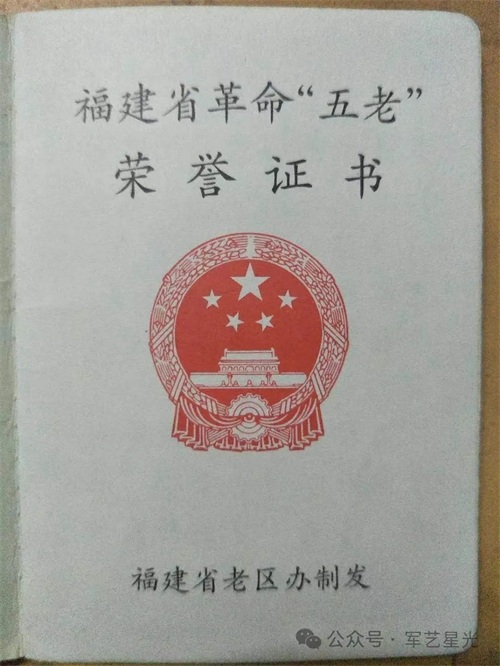 福建省革命“五老”
荣誉证书
福建省老区办制发
公众号·军艺星光